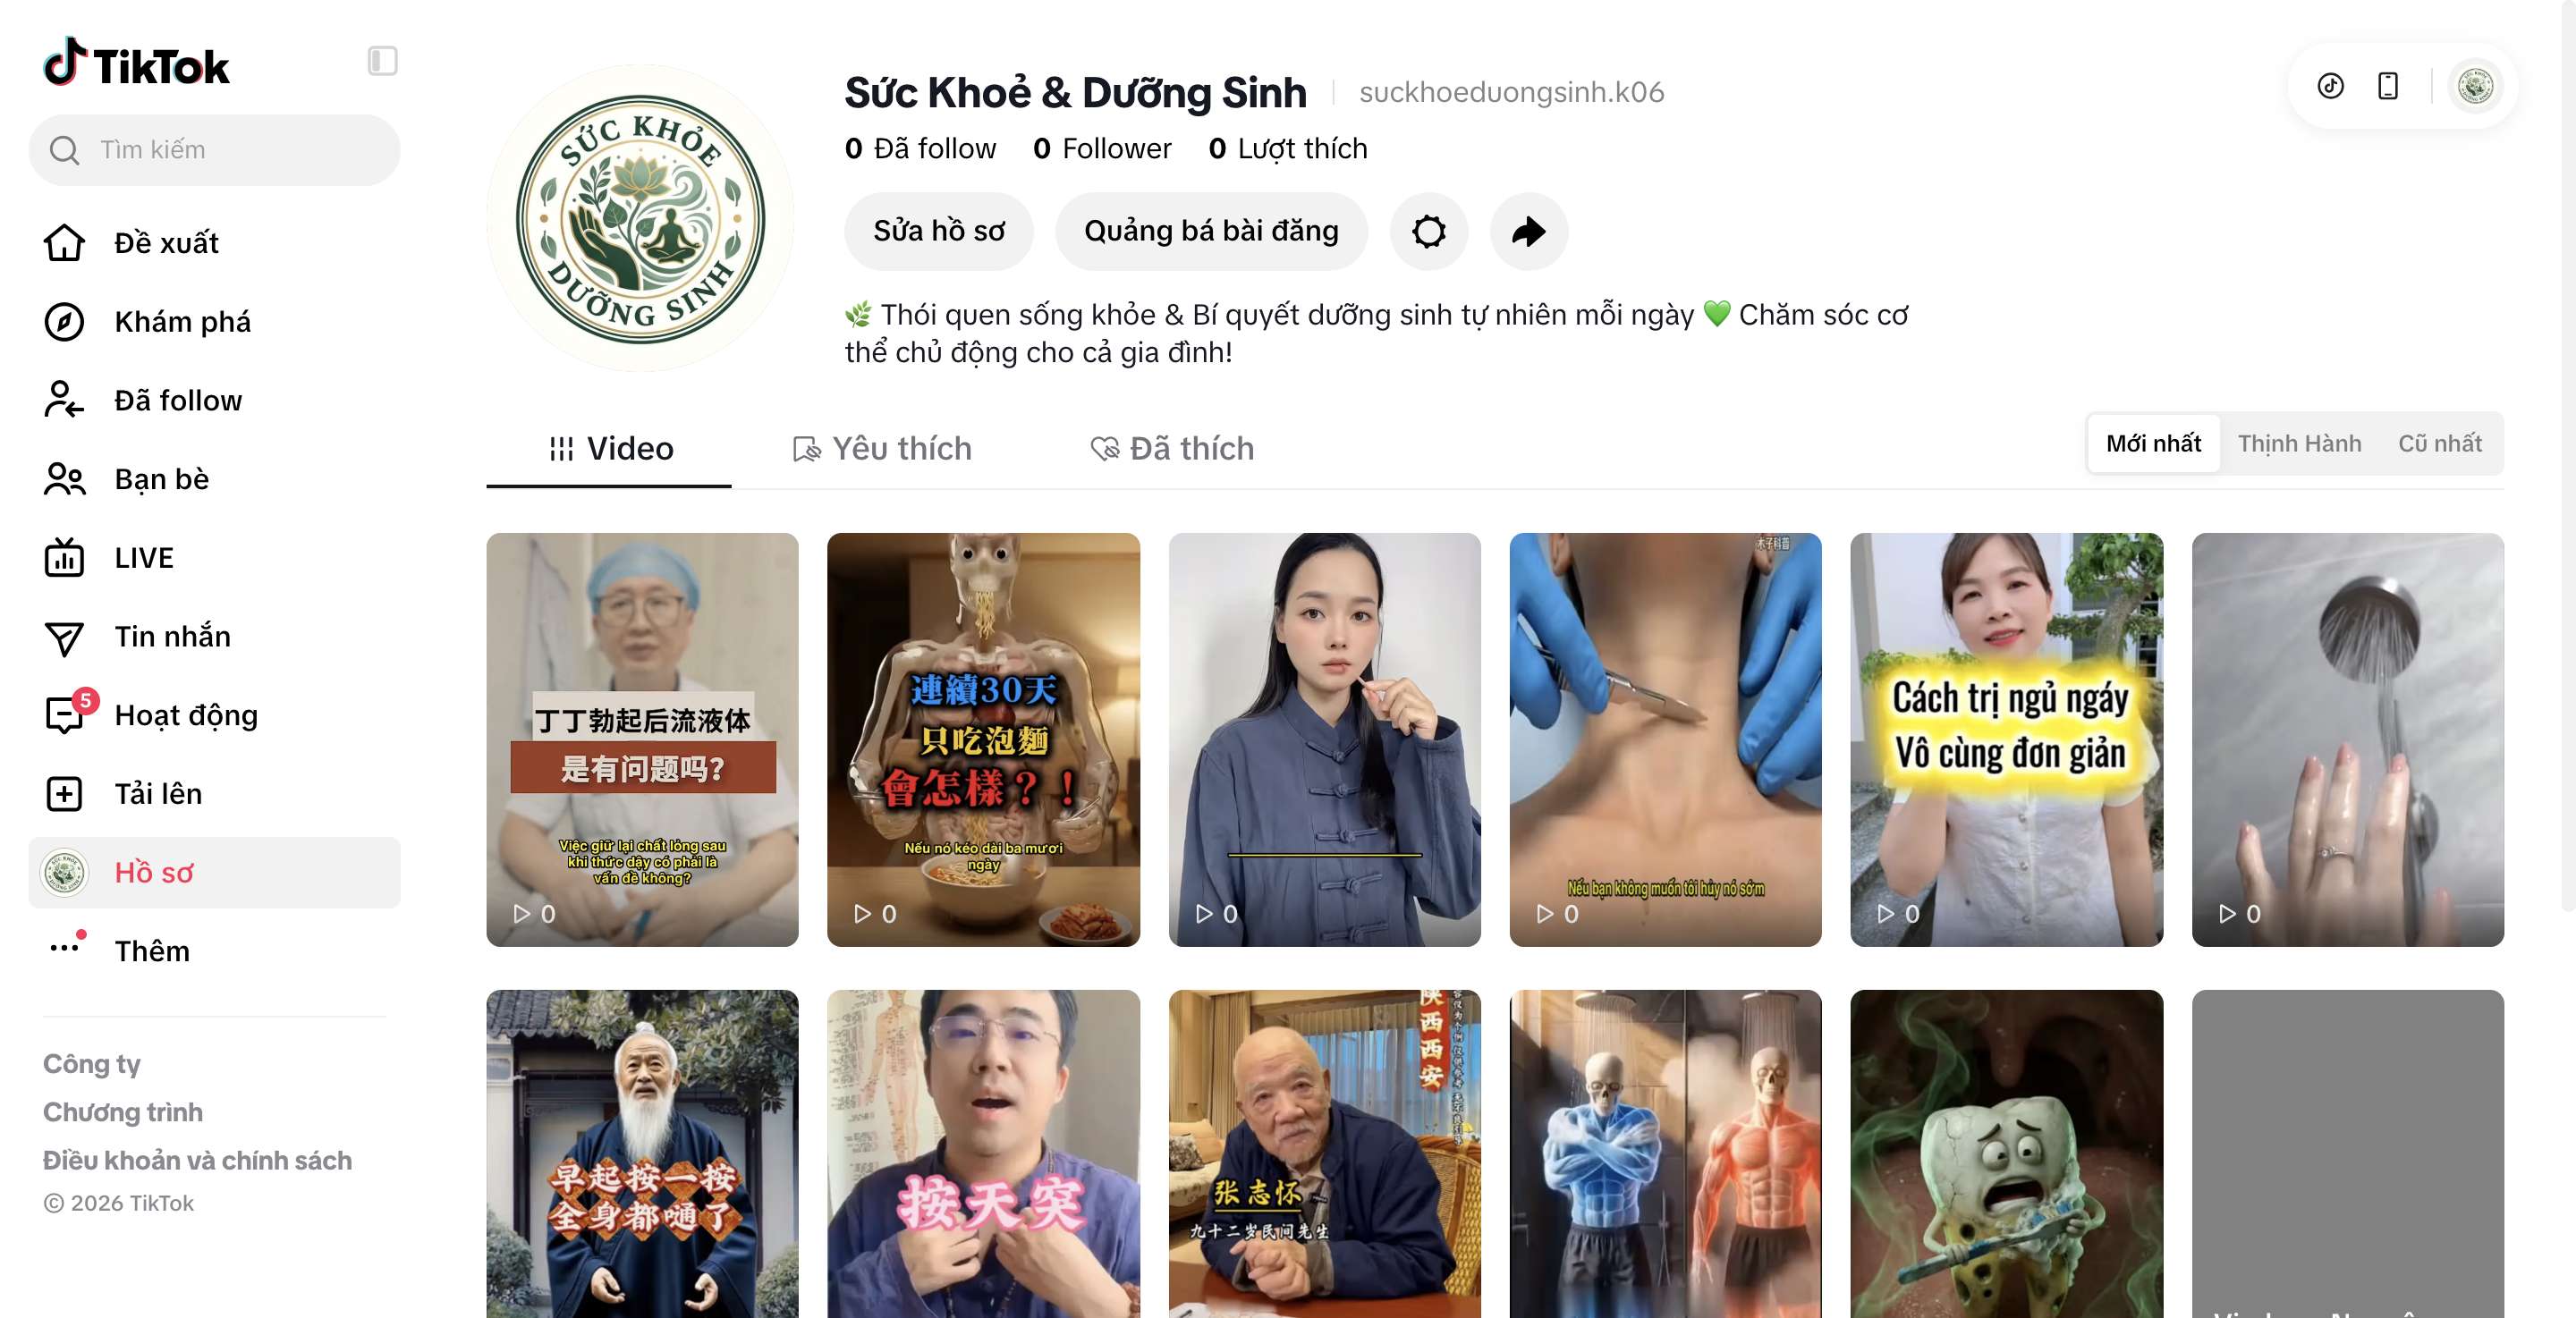 TikTok
Tìm kiếm
Đề xuất
Khám phá
Đã follow
Bạn bè
LIVE
Tin nhắn
5
Hoạt động
Tải lên
Hồ sơ
Thêm
Công ty
Chương trình
Điều khoản và chính sách
© 2026 TikTok
SỨC KHỎE
DƯỠNG SINH
Sức Khoẻ & Dưỡng Sinh
suckhoeduongsinh.k06
0 Đã follow 0 Follower 0 Lượt thích
Sửa hồ sơ
Quảng bá bài đăng
🌿 Thói quen sống khỏe & Bí quyết dưỡng sinh tự nhiên mỗi ngày 💚 Chăm sóc cơ
thể chủ động cho cả gia đình!
Video
Yêu thích
Đã thích
Mới nhất
Thịnh Hành
Cũ nhất
丁丁勃起后流液体
是有问题吗?
Việc giữ lại chất lỏng sau
khi thức dậy có phải là
vấn đề không?
0
連續30天
只吃泡麵
會怎樣？！
Nếu nó kéo dài ba mươi
ngày
0
0
木子科普
Nếu bạn không muốn tôi hủy nó sớm
0
Cách trị ngủ ngáy
Vô cùng đơn giản
0
0
早起按一按
全身都通了
按天突
陕西西安
张志怀
九十二岁民间先生